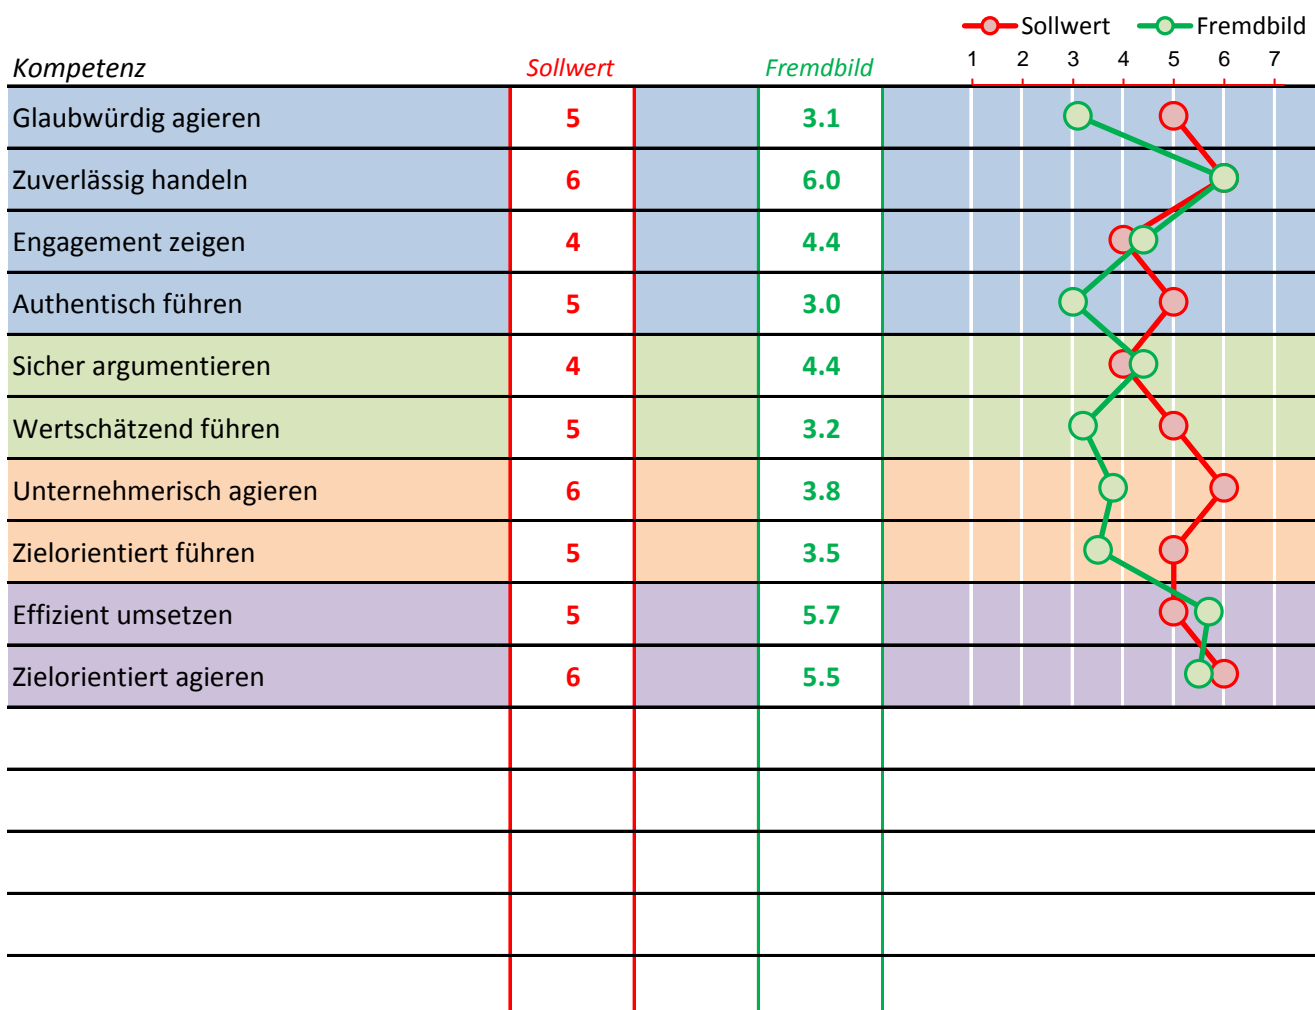 Sollwert Fremdbild
Kompetenz Sollwert Fremdbild 1 2 3 4 5 6 7
Glaubwürdig agieren 5 3.1
Zuverlässig handeln 6 6.0
Engagement zeigen 4 4.4
Authentisch führen 5 3.0
Sicher argumentieren 4 4.4
Wertschätzend führen 5 3.2
Unternehmerisch agieren 6 3.8
Zielorientiert führen 5 3.5
Effizient umsetzen 5 5.7
Zielorientiert agieren 6 5.5